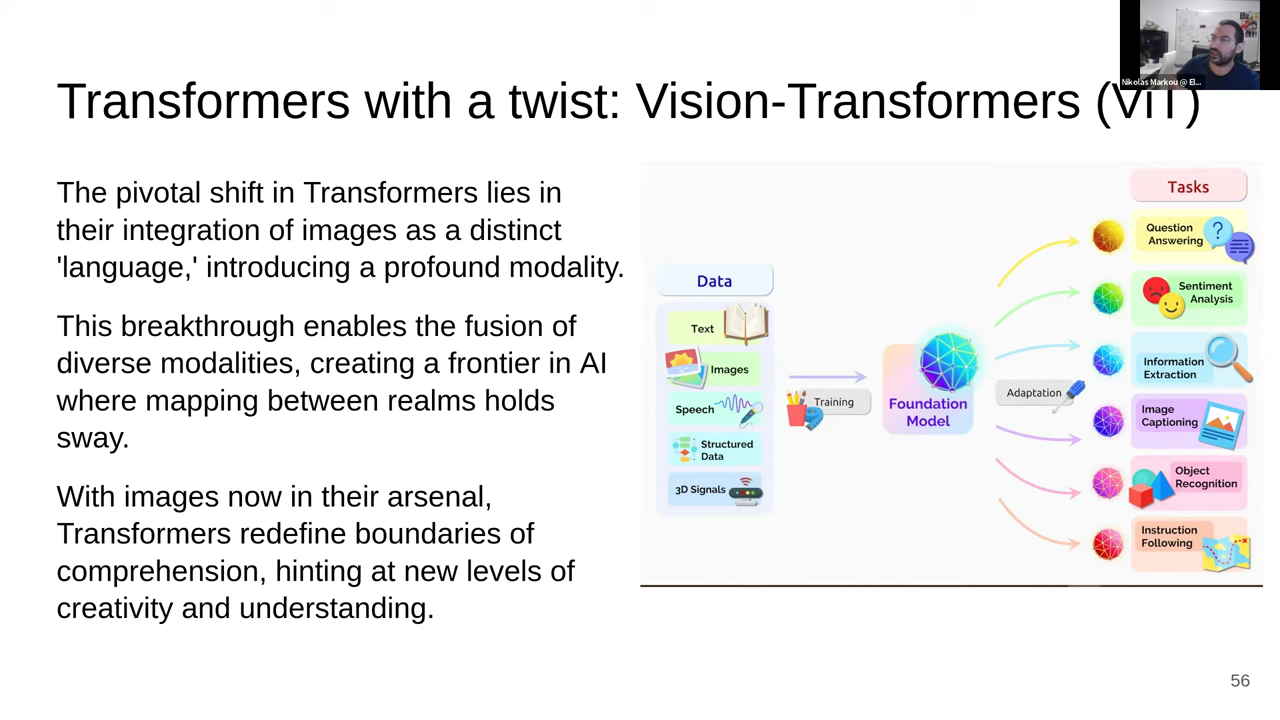 Nikolas Markou @ El...
Transformers with a twist: Vision-Transformers (ViT)
The pivotal shift in Transformers lies in
their integration of images as a distinct
'language,' introducing a profound modality.
This breakthrough enables the fusion of
diverse modalities, creating a frontier in AI
where mapping between realms holds
sway.
With images now in their arsenal,
Transformers redefine boundaries of
comprehension, hinting at new levels of
creativity and understanding.
Data
Text
Images
Speech
Structured
Data
3D Signals
Training
Foundation
Model
Adaptation
Tasks
Question
Answering
Sentiment
Analysis
Information
Extraction
Image
Captioning
Object
Recognition
Instruction
Following
56